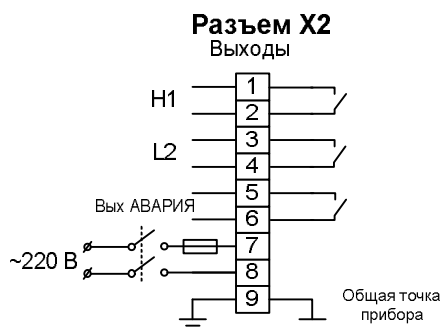 Разъем X2
Выходы
H1
1
2
L2
3
4
Вых АВАРИЯ
5
6
~220 В
7
8
9
Общая точка
прибора